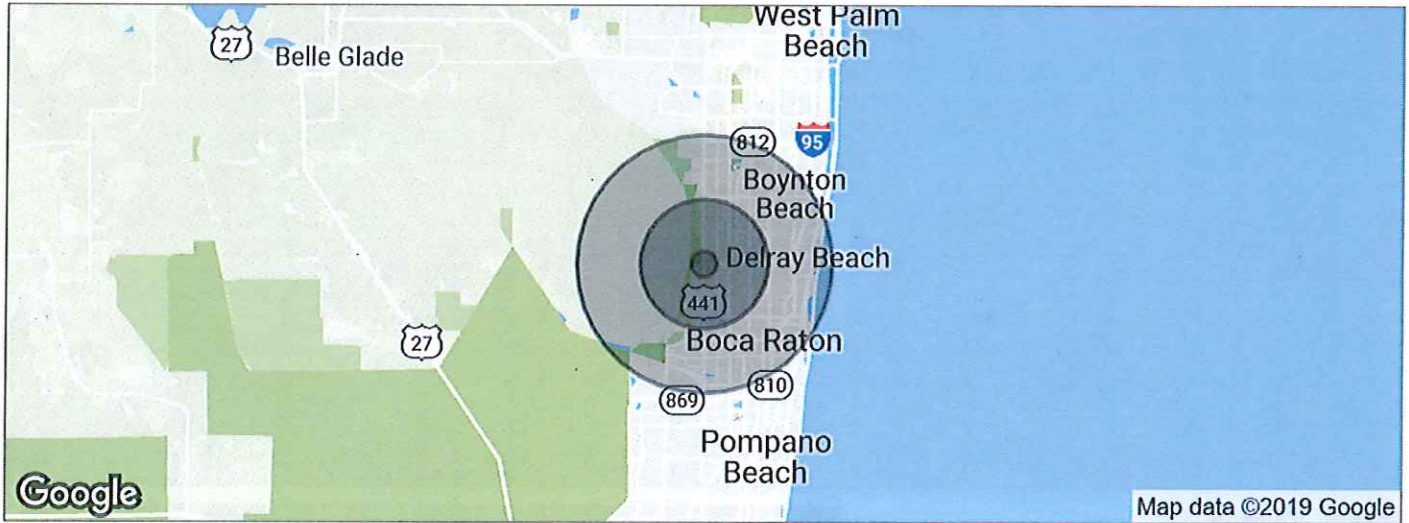 West Palm
Beach
27
Belle Glade
812
95
Boynton
Beach
Delray Beach
441
27
Boca Raton
810
869
Pompano
Beach
Google
Map data ©2019 Google